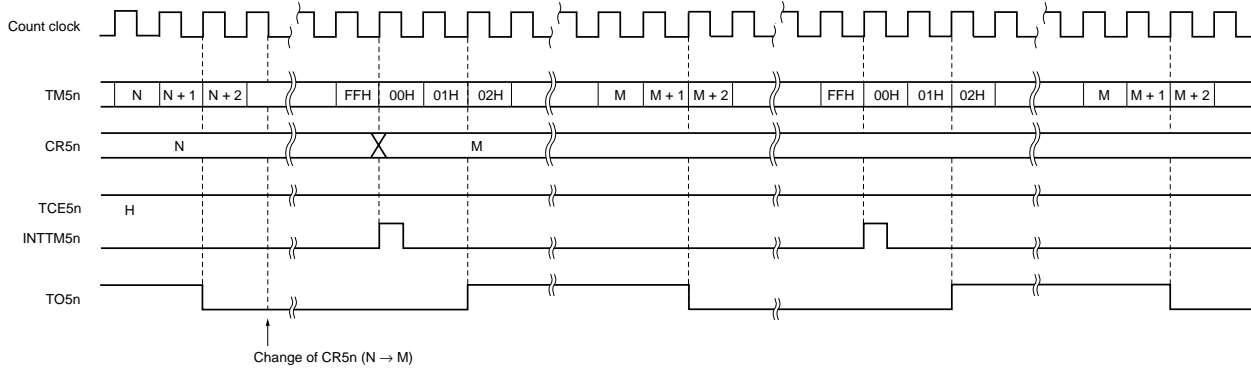 Count clock
TM5n N N + 1 N + 2 FFH 00H 01H 02H M M + 1 M + 2 FFH 00H 01H 02H M M + 1 M + 2
CR5n N M
TCE5n
H
INTTM5n
TO5n
Change of CR5n (N → M)